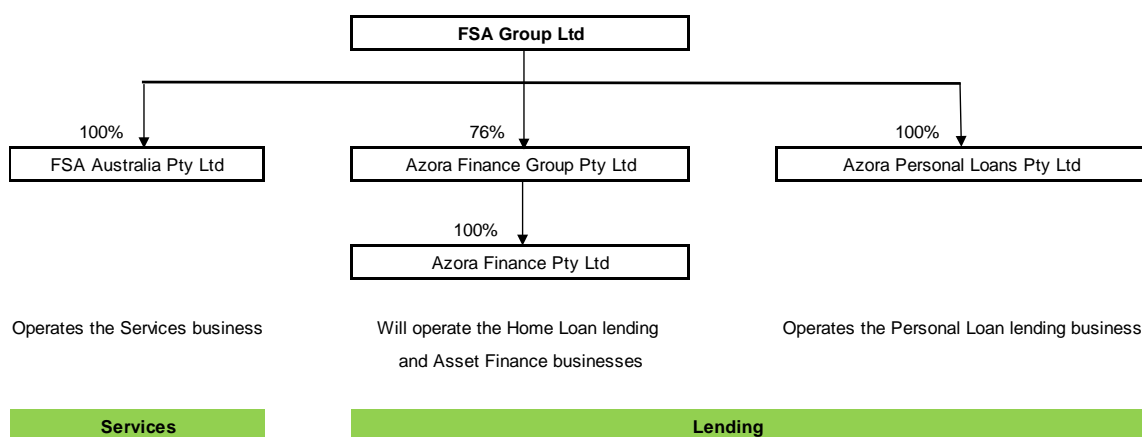 FSA Group Ltd
100%
76%
100%
FSA Australia Pty Ltd
Azora Finance Group Pty Ltd
Azora Personal Loans Pty Ltd
100%
Azora Finance Pty Ltd
Operates the Services business
Will operate the Home Loan lending
and Asset Finance businesses
Operates the Personal Loan lending business
Services
Lending